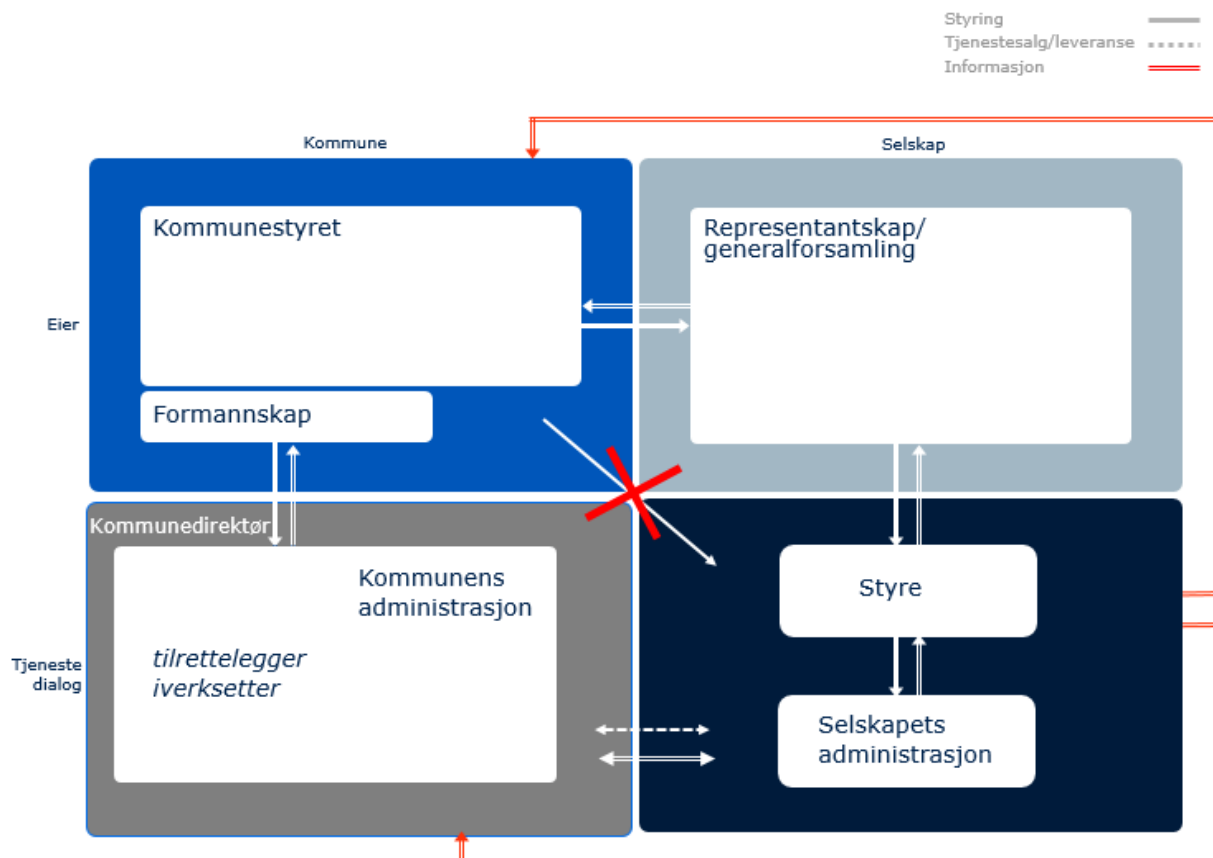 Styring
Tjenestesalg/leveranse
Informasjon
Kommune
Selskap
Kommunestyret
Representantskap/
generalforsamling
Eier
Formannskap
Kommunedirektør
Kommunens
administrasjon
Styre
Tjeneste
dialog
tilrettelegger
iverksetter
Selskapets
administrasjon